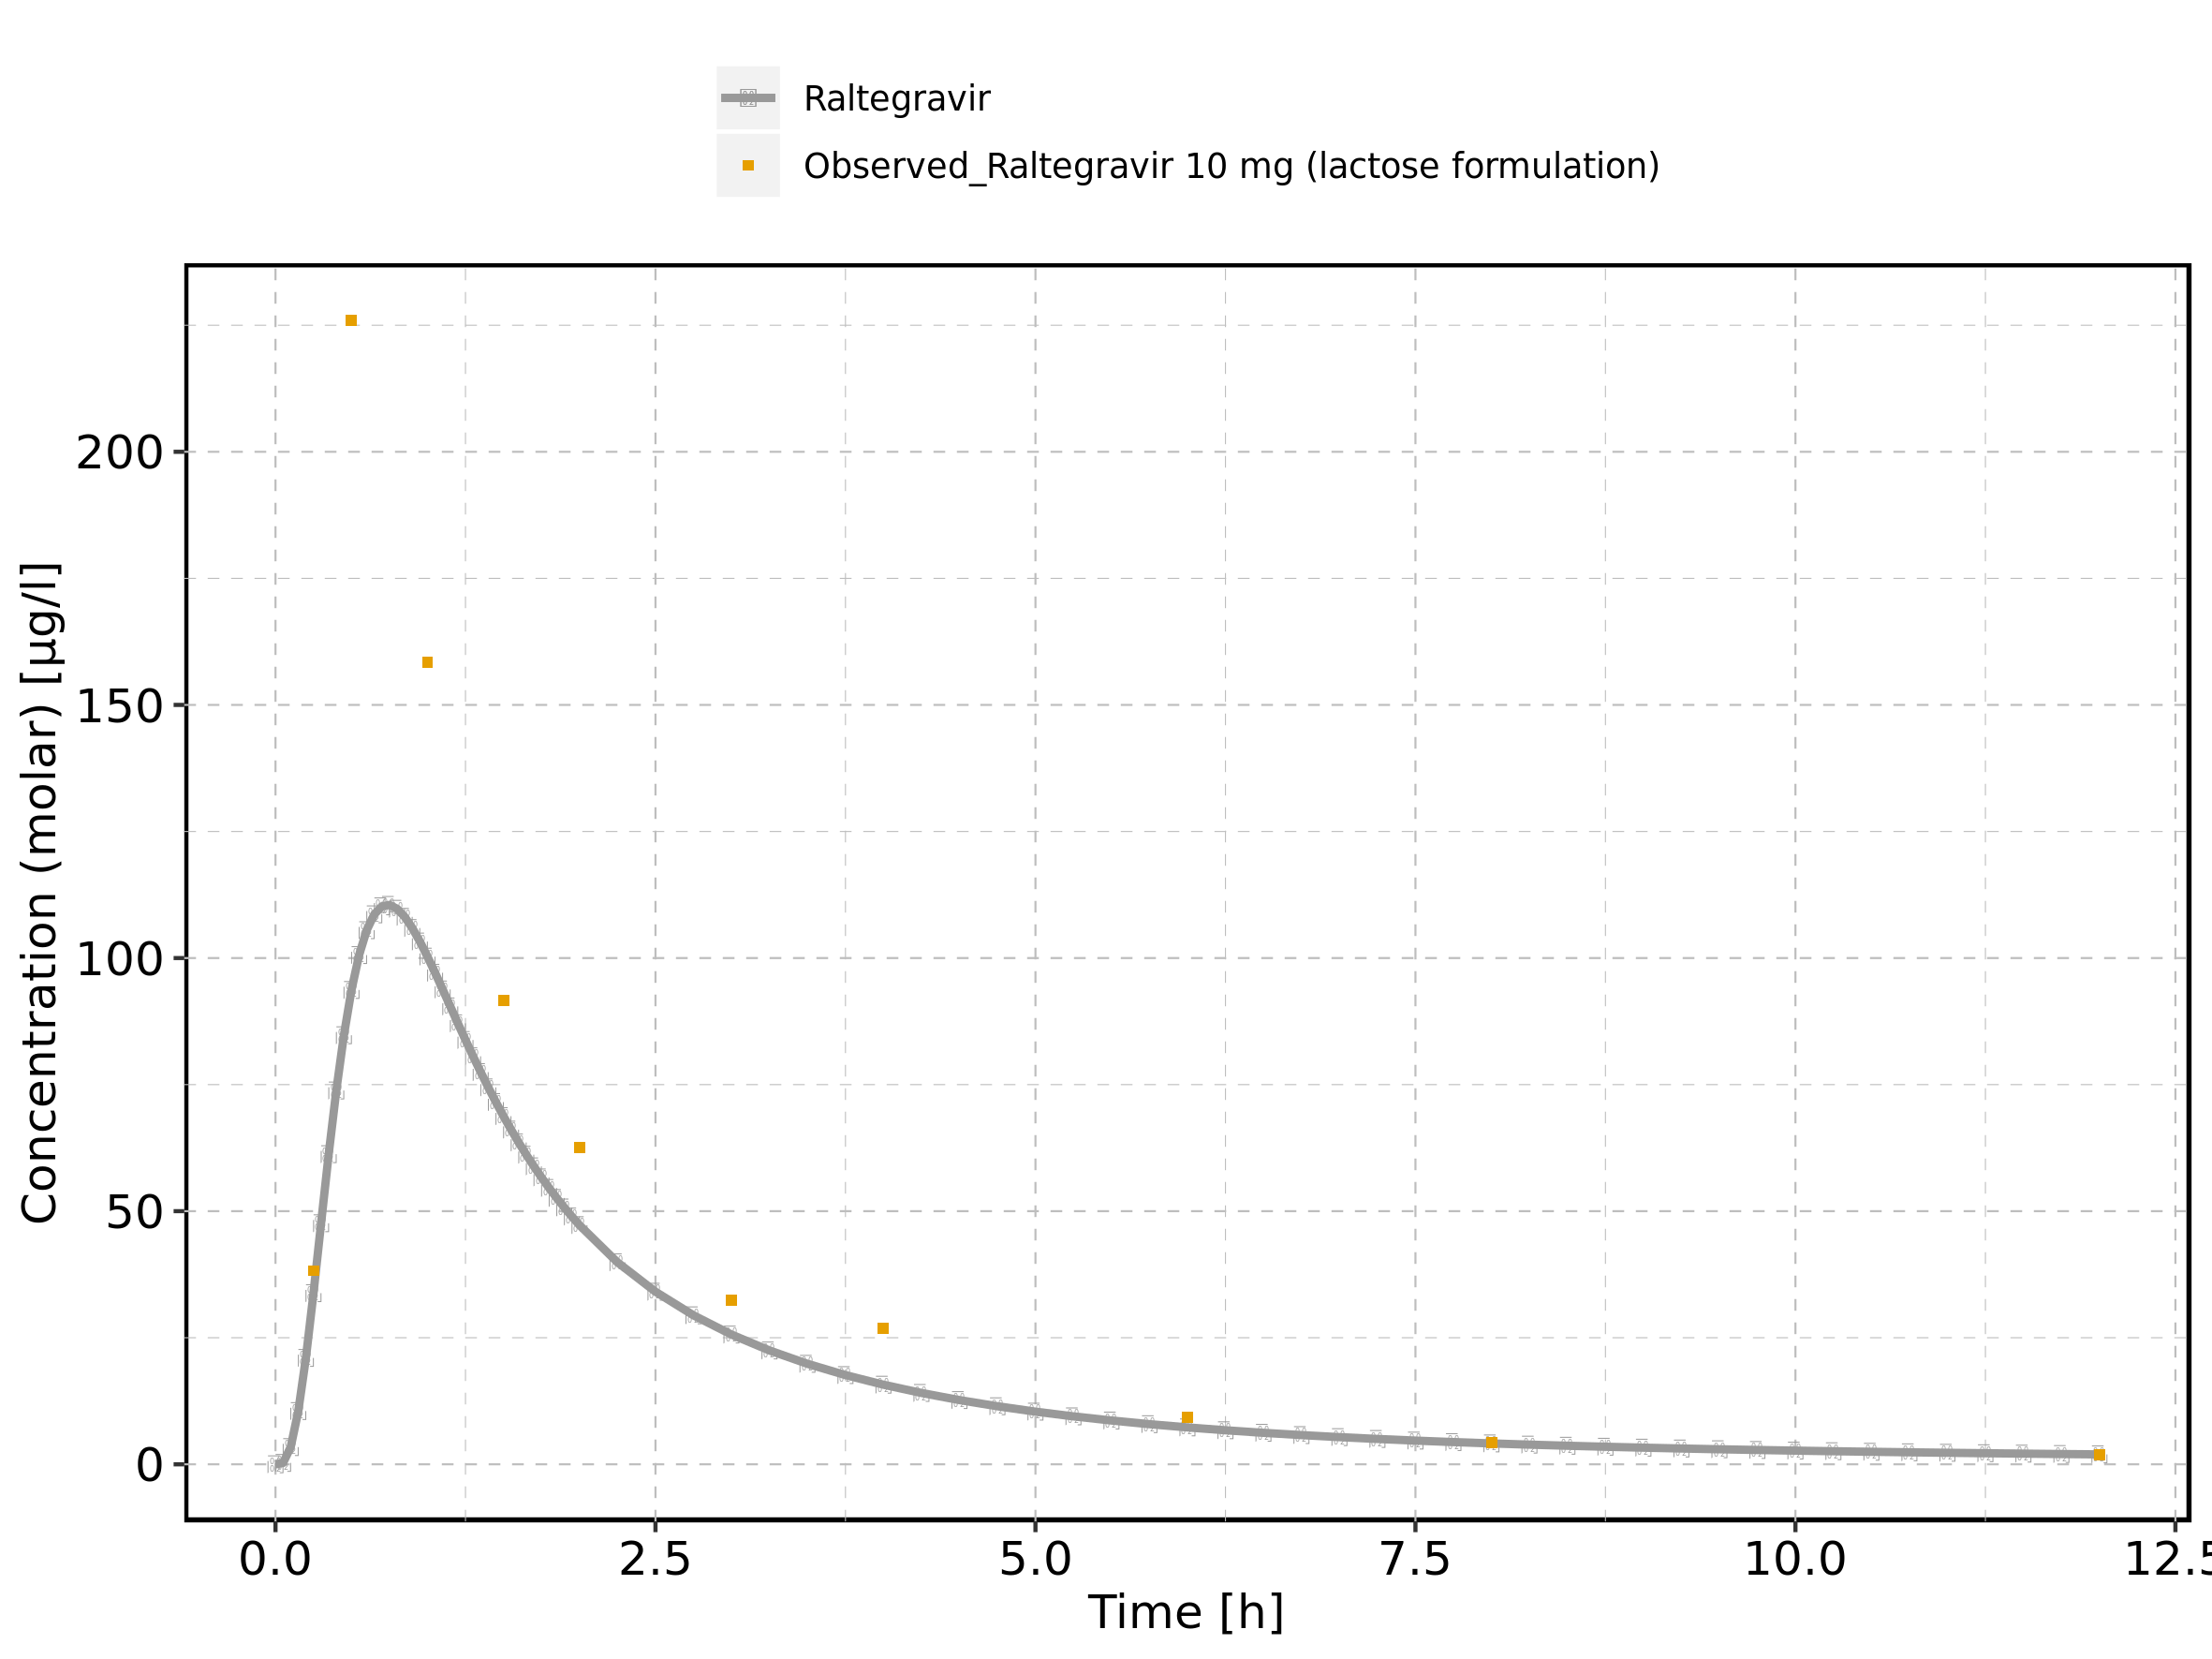 Raltegravir
Observed_Raltegravir 10 mg (lactose formulation)
Concentration (molar) [µg/l]
200
150
100
50
0
0.0 2.5 5.0 7.5 10.0 12.5
Time [h]